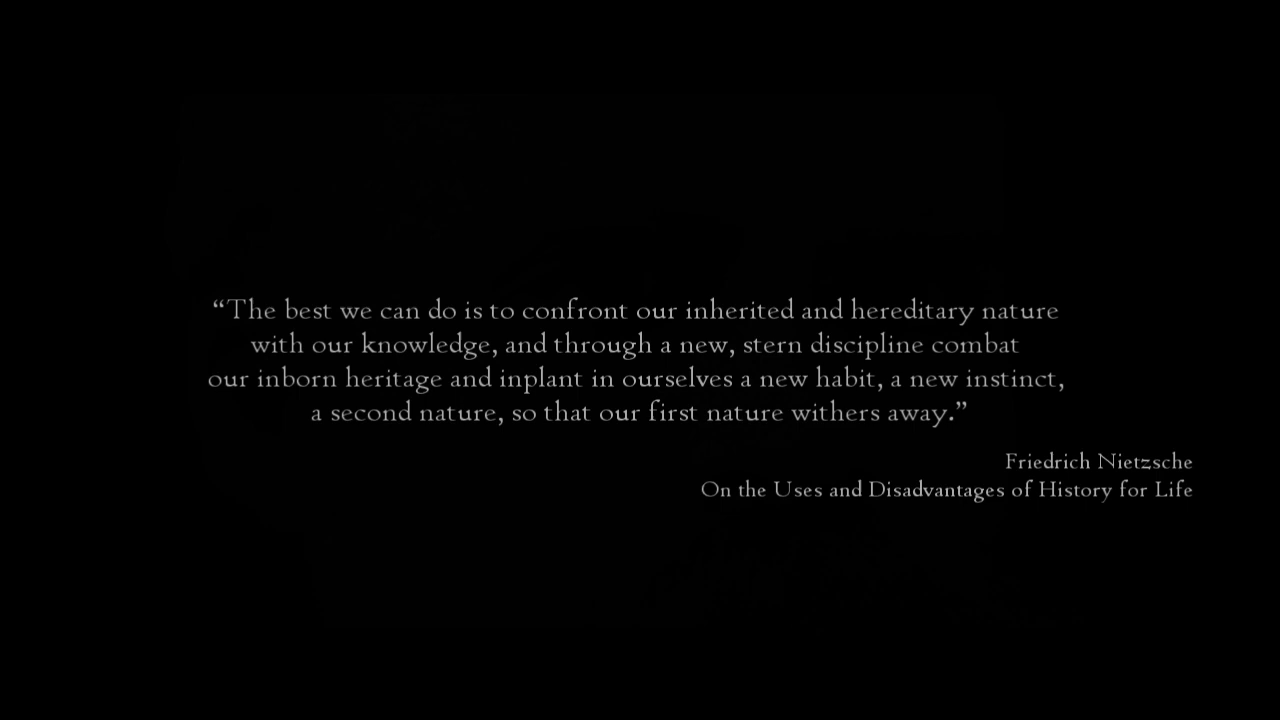 “The best we can do is to confront our inherited and hereditary nature
with our knowledge, and through a new, stern discipline combat
our inborn heritage and inplant in ourselves a new habit, a new instinct,
a second nature, so that our first nature withers away.”
Friedrich Nietzsche
On the Uses and Disadvantages of History for Life